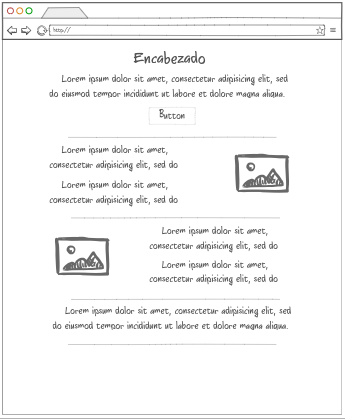 http://
Encabezado
Lorem ipsum dolor sit amet, consectetur adipisicing elit, sed
do eiusmod tempor incididunt ut labore et dolore magna aliqua.
Button
Lorem ipsum dolor sit amet,
consectetur adipisicing elit, sed do
Lorem ipsum dolor sit amet,
consectetur adipisicing elit, sed do
Lorem ipsum dolor sit amet,
consectetur adipisicing elit, sed do
Lorem ipsum dolor sit amet,
consectetur adipisicing elit, sed do
Lorem ipsum dolor sit amet, consectetur adipisicing elit, sed
do eiusmod tempor incididunt ut labore et dolore magna aliqua.